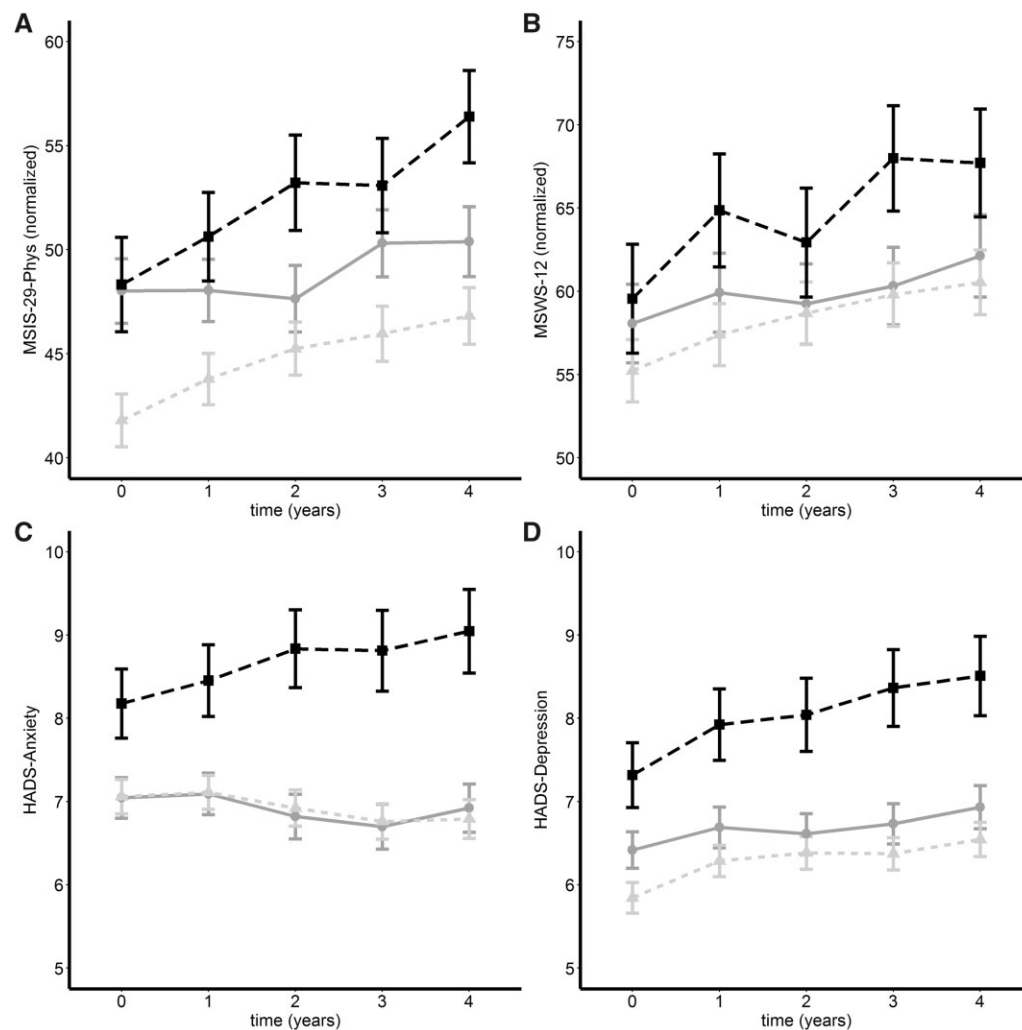 A
60
55
50
45
40
MSIS-29-Phys (normalized)
0 1 2 3 4
time (years)
B
75
70
65
60
55
50
MSWS-12 (normalized)
0 1 2 3 4
time (years)
C
10
9
8
7
6
5
HADS-Anxiety
0 1 2 3 4
time (years)
D
10
9
8
7
6
5
HADS-Depression
0 1 2 3 4
time (years)